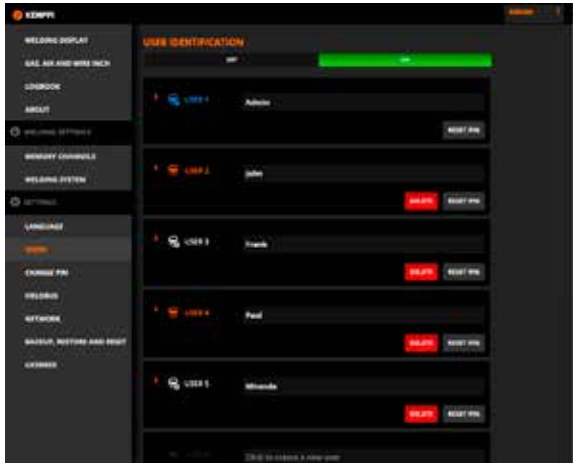 KEMPPI
WELDING DISPLAY
GAS, AIR AND WIRE INCH
LOGBOOK
ABOUT
WELDING SETTINGS
MEMORY CHANNELS
WELDING SYSTEM
SETTINGS
LANGUAGE
USERS
CHANGE PIN
FIELDBUS
NETWORK
BACKUP, RESTORE AND RESET
LICENSES
USER IDENTIFICATION
OFF
ON
USER 1
Admin
RESET PIN
USER 2
John
DELETE
RESET PIN
USER 3
Frank
DELETE
RESET PIN
USER 4
Paul
DELETE
RESET PIN
USER 5
Miranda
DELETE
RESET PIN
Click to create a new user